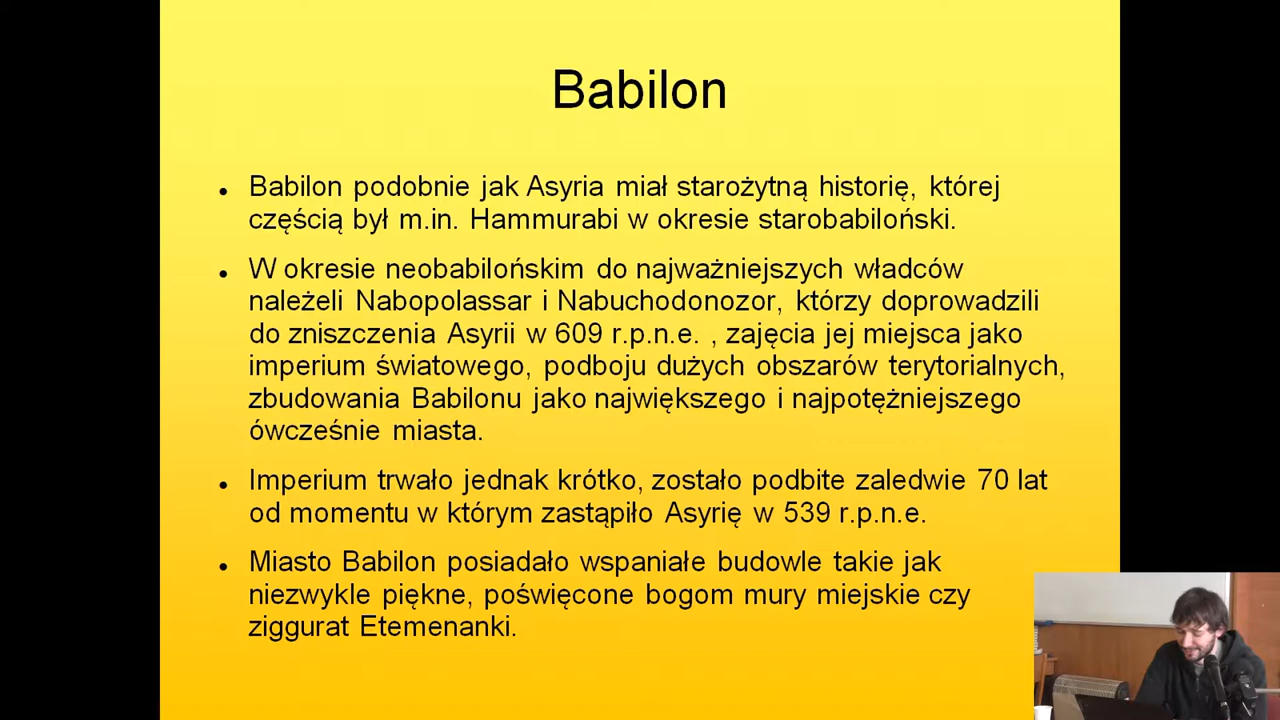 Babilon
• Babilon podobnie jak Asyria miał starożytną historię, której
częścią był m.in. Hammurabi w okresie starobabiloński.
• W okresie neobabilońskim do najważniejszych władców
należeli Nabopolassar i Nabuchodonozor, którzy doprowadzili
do zniszczenia Asyrii w 609 r.p.n.e. , zajęcia jej miejsca jako
imperium światowego, podboju dużych obszarów terytorialnych,
zbudowania Babilonu jako największego i najpotężniejszego
ówcześnie miasta.
• Imperium trwało jednak krótko, zostało podbite zaledwie 70 lat
od momentu w którym zastąpiło Asyrię w 539 r.p.n.e.
• Miasto Babilon posiadało wspaniałe budowle takie jak
niezwykle piękne, poświęcone bogom mury miejskie czy
ziggurat Etemenanki.